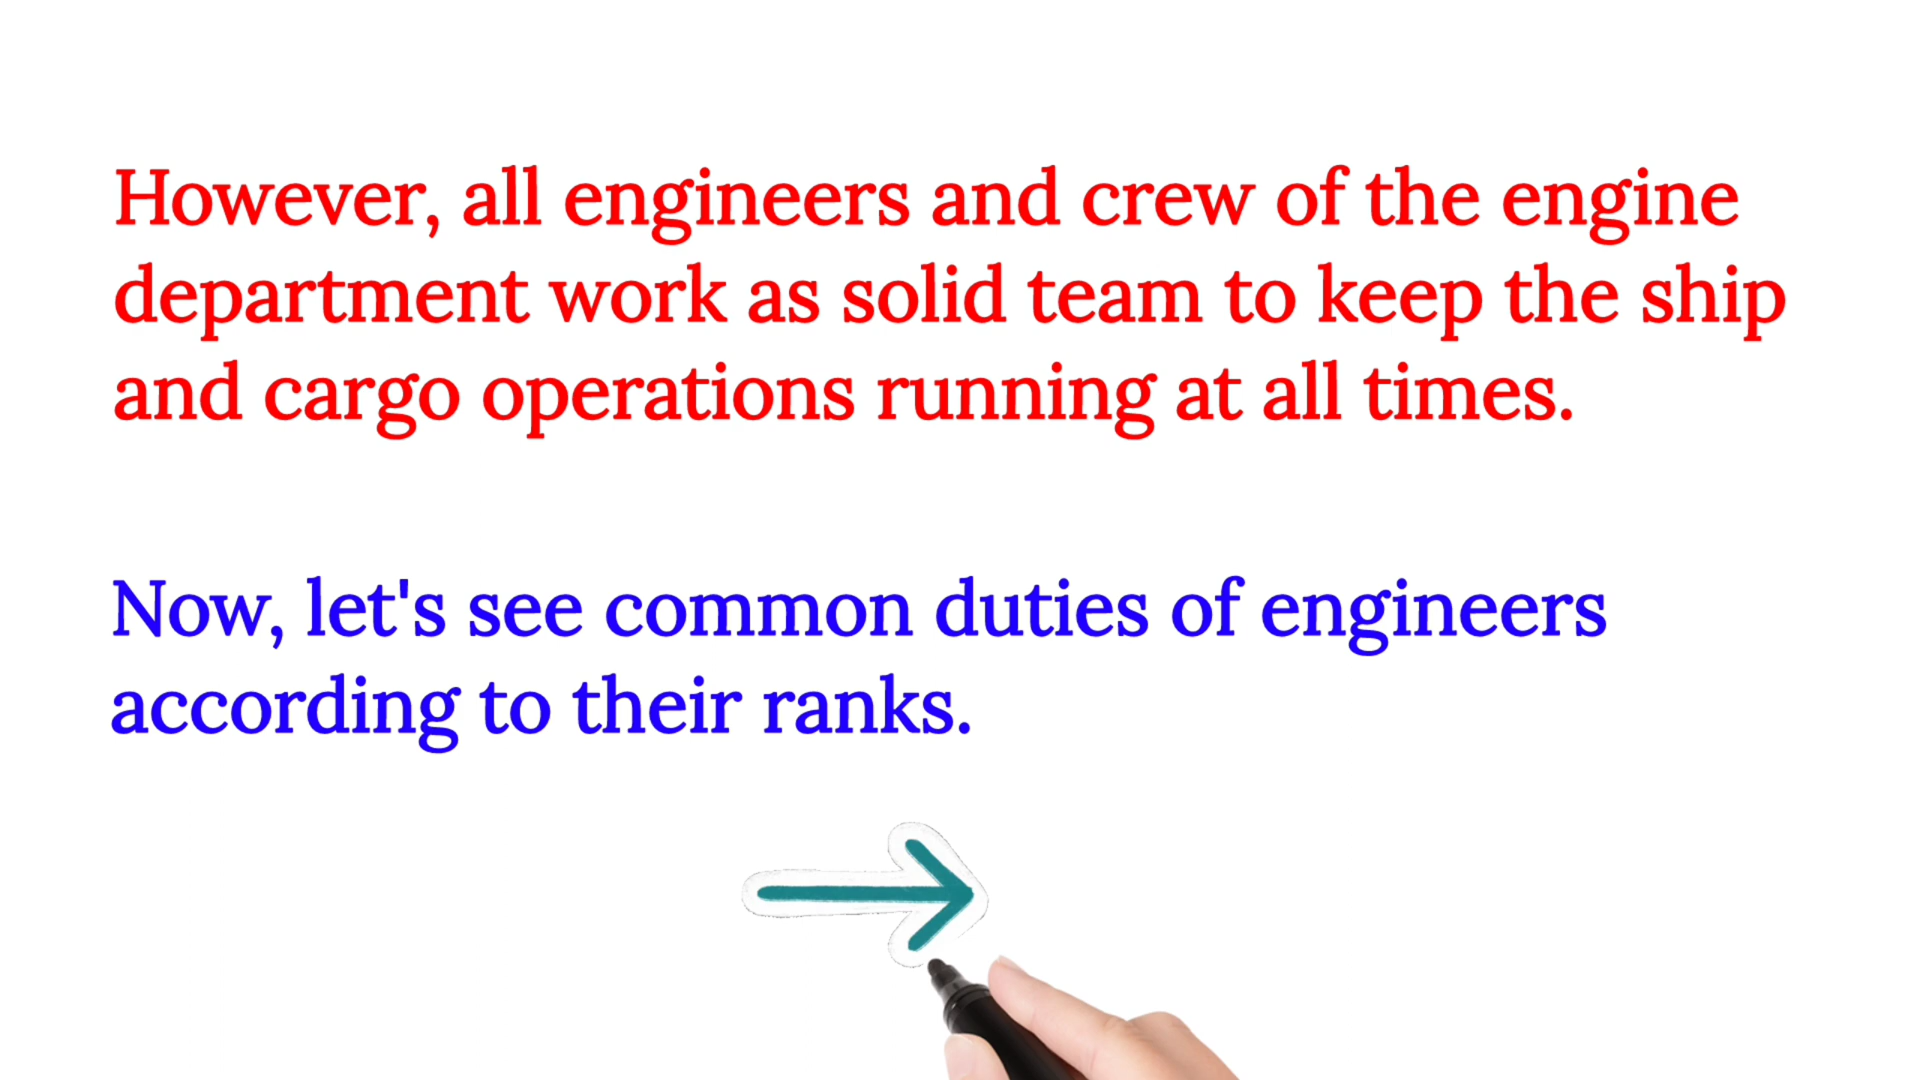 However, all engineers and crew of the engine
department work as solid team to keep the ship
and cargo operations running at all times.
Now, let's see common duties of engineers
according to their ranks.